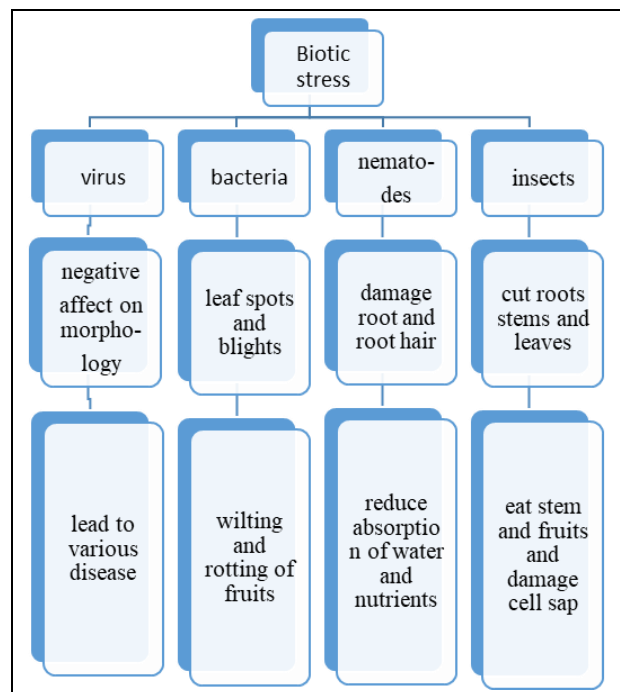 Biotic
stress
virus
bacteria
nemato-
des
insects
negative
affect on
morpho-
logy
leaf spots
and
blights
damage
root and
root hair
cut roots
stems and
leaves
lead to
various
disease
wilting
and
rotting of
fruits
reduce
absorptio
n of water
and
nutrients
eat stem
and fruits
and
damage
cell sap